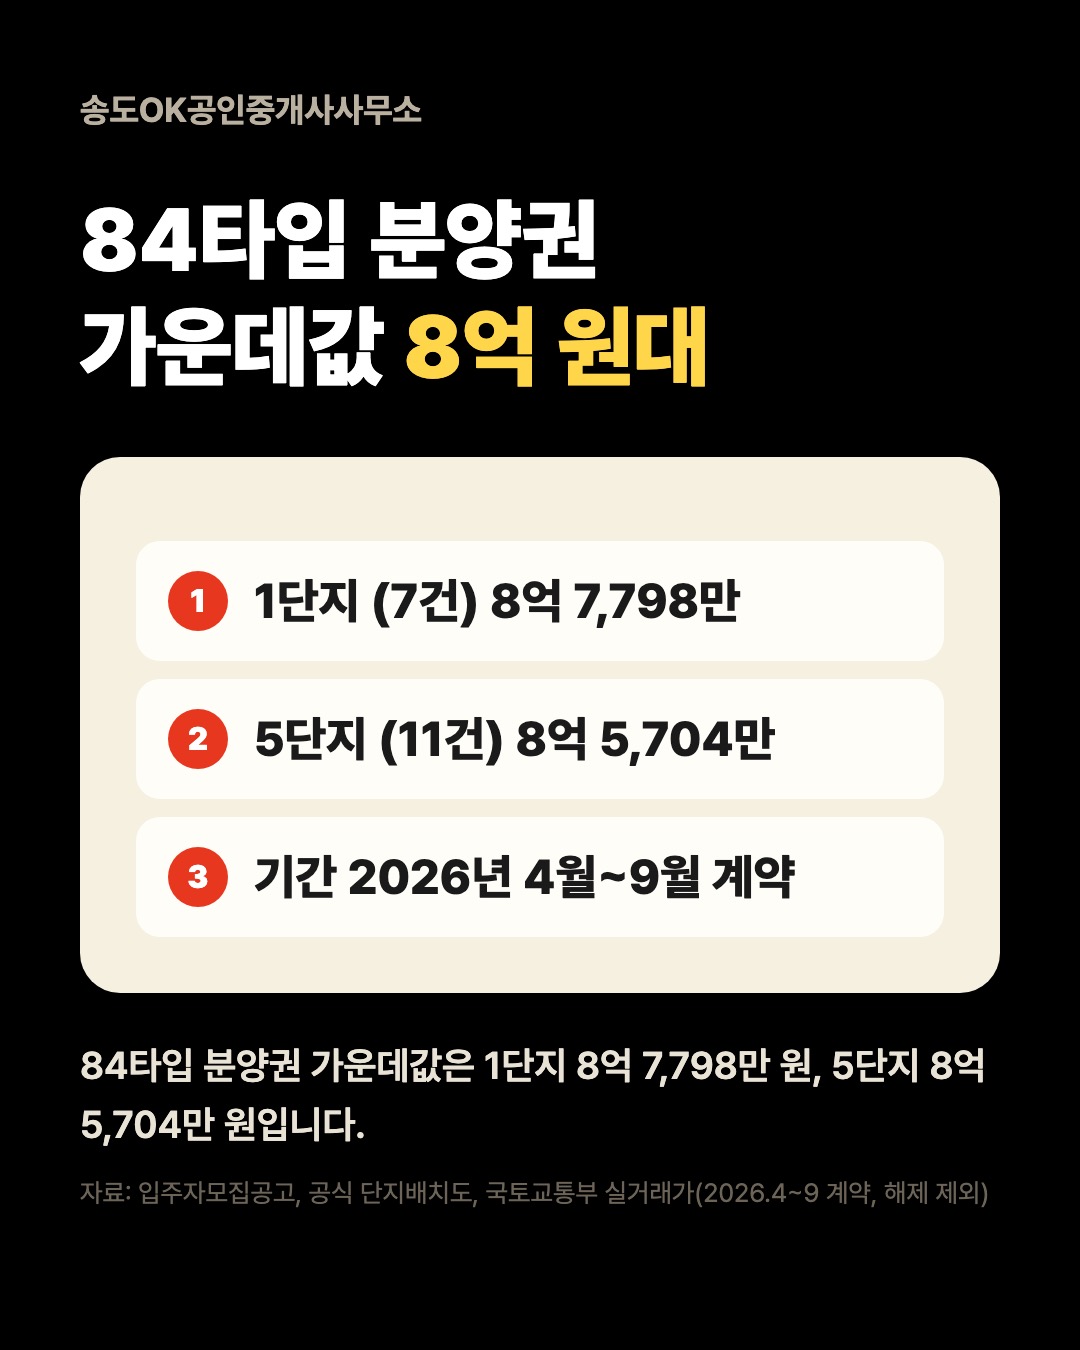 송도OK공인중개사사무소
84타입 분양권
가운데값 8억 원대
1 1단지 (7건) 8억 7,798만
2 5단지 (11건) 8억 5,704만
3 기간 2026년 4월~9월 계약
84타입 분양권 가운데값은 1단지 8억 7,798만 원, 5단지 8억
5,704만 원입니다.
자료: 입주자모집공고, 공식 단지배치도, 국토교통부 실거래가(2026.4~9 계약, 해제 제외)